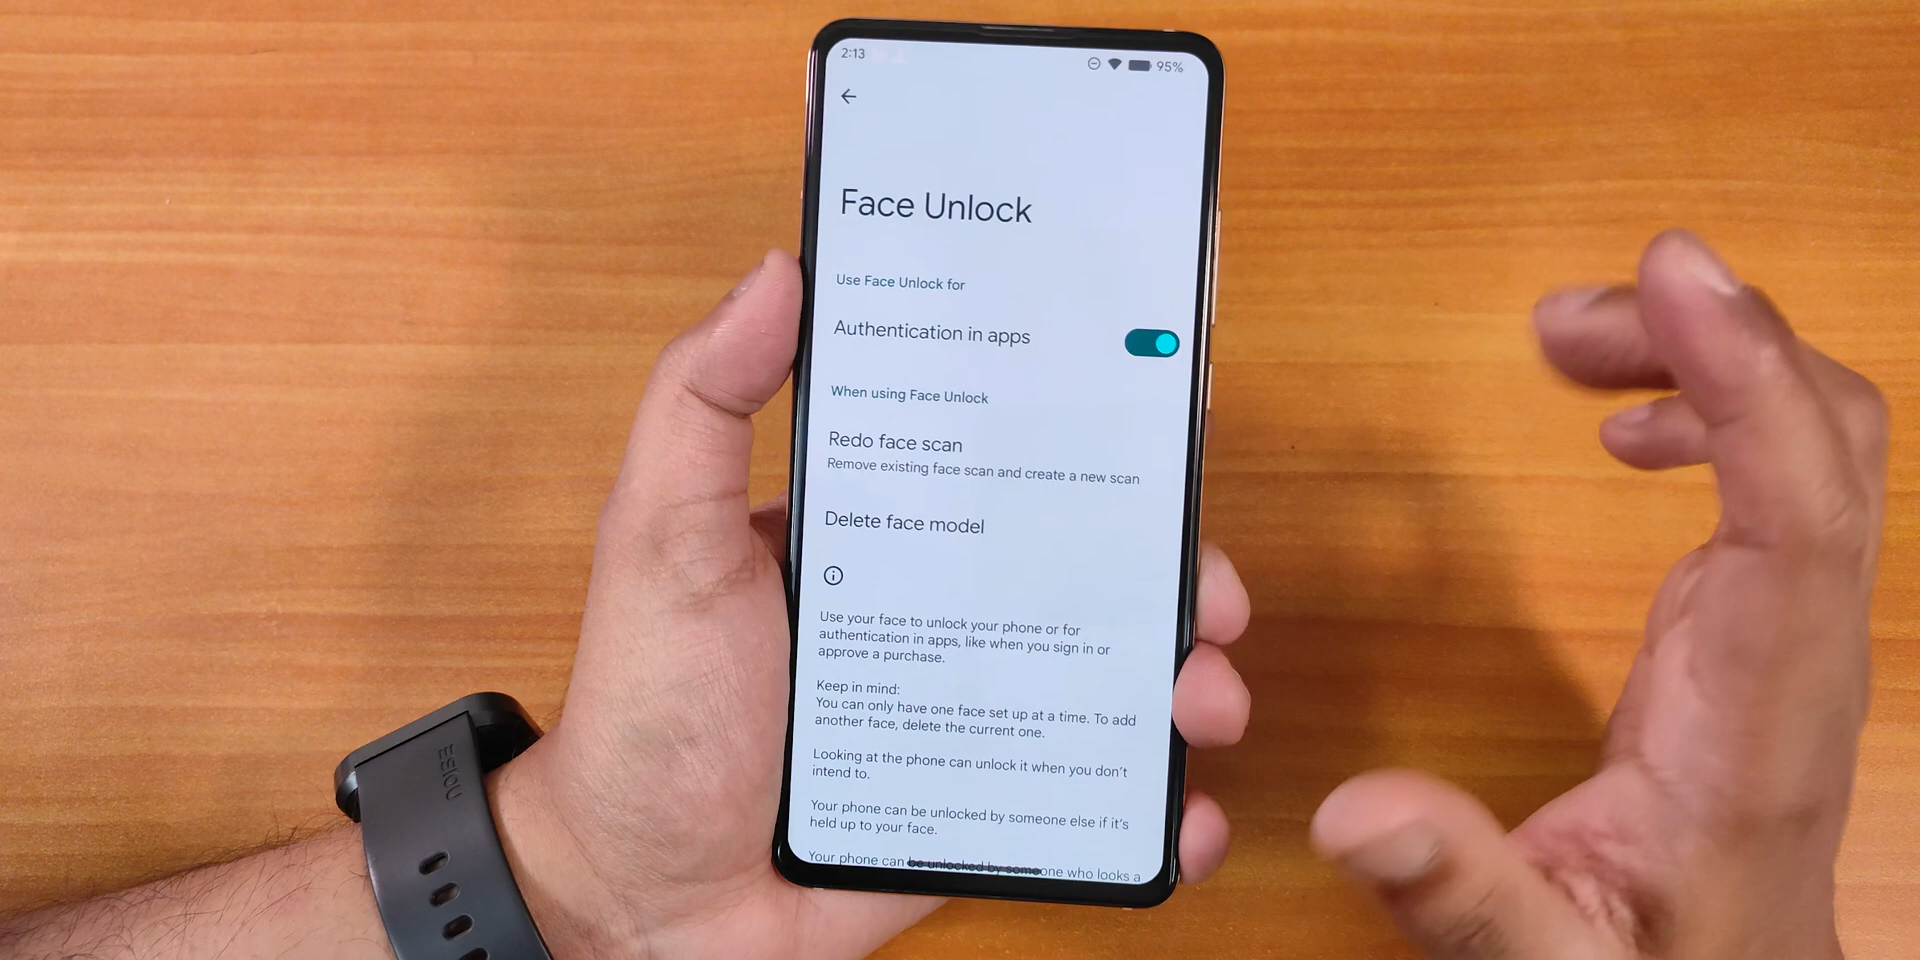 2:13
95%
Face Unlock
Use Face Unlock for
Authentication in apps
When using Face Unlock
Redo face scan
Remove existing face scan and create a new scan
Delete face model
Use your face to unlock your phone or for
authentication in apps, like when you sign in or
approve a purchase.
Keep in mind:
You can only have one face set up at a time. To add
another face, delete the current one.
Looking at the phone can unlock it when you don't
intend to.
Your phone can be unlocked by someone else if it's
held up to your face.
Your phone can be unlocked by someone who looks a
NOISE